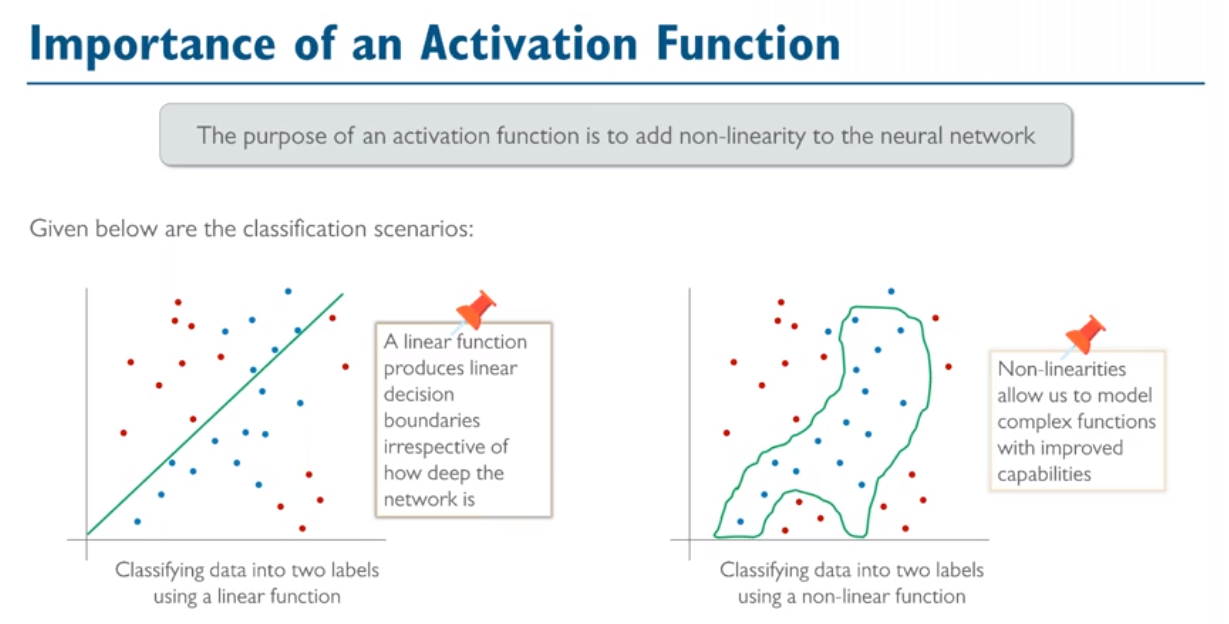 Importance of an Activation Function
The purpose of an activation function is to add non-linearity to the neural network
Given below are the classification scenarios:
A linear function
produces linear
decision
boundaries
irrespective of
how deep the
network is
Classifying data into two labels
using a linear function
Non-linearities
allow us to model
complex functions
with improved
capabilities
Classifying data into two labels
using a non-linear function